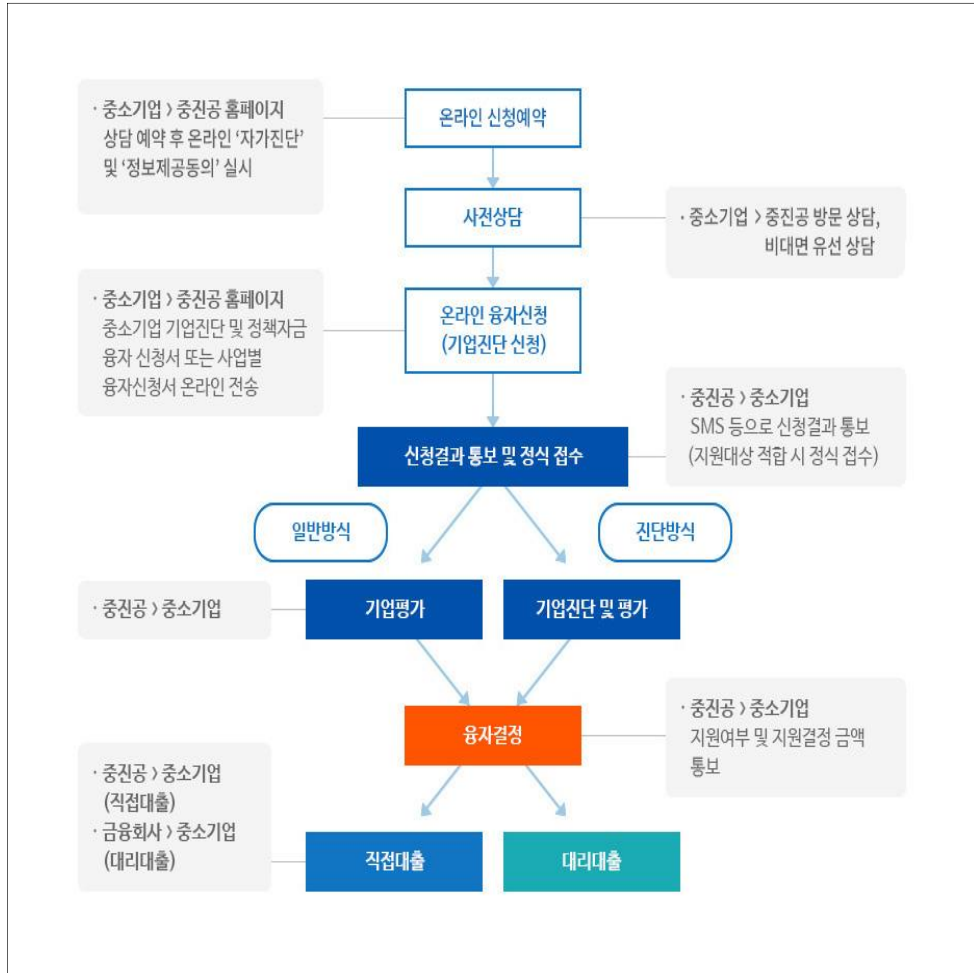 · 중소기업 > 중진공 홈페이지
상담 예약 후 온라인 ‘자가진단’
및 ‘정보제공동의’ 실시
온라인 신청예약
사전상담
· 중소기업 > 중진공 방문 상담,
비대면 유선 상담
· 중소기업 > 중진공 홈페이지
중소기업 기업진단 및 정책자금
융자 신청서 또는 사업별
융자신청서 온라인 전송
온라인 융자신청
(기업진단 신청)
신청결과 통보 및 정식 접수
· 중진공 > 중소기업
SMS 등으로 신청결과 통보
(지원대상 적합 시 정식 접수)
일반방식
진단방식
· 중진공 > 중소기업
기업평가
기업진단 및 평가
융자결정
· 중진공 > 중소기업
지원여부 및 지원결정 금액
통보
· 중진공 > 중소기업
(직접대출)
· 금융회사 > 중소기업
(대리대출)
직접대출
대리대출